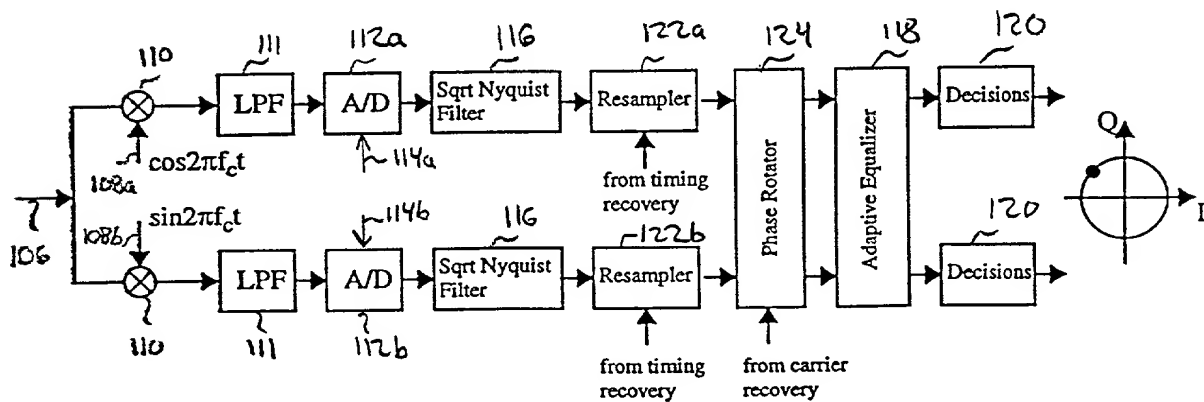 110
111
112a
116
122a
124
118
120
LPF
A/D
Sqrt Nyquist
Filter
Resampler
Phase Rotator
Adaptive Equalizer
Decisions
Q
I
108a
cos2πf_ct
114a
from timing
recovery
106
108b
sin2πf_ct
114b
116
122b
120
LPF
A/D
Sqrt Nyquist
Filter
Resampler
Decisions
110
111
112b
from timing
recovery
from carrier
recovery